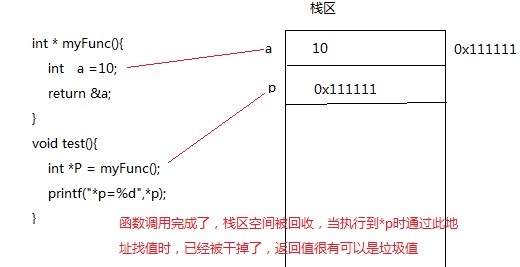 栈区
int * myFunc(){
int a =10;
return &a;
}
void test(){
int *P = myFunc();
printf("*p=%d",*p);
}
a
10
0x111111
p
0x111111
函数调用完成了，栈区空间被回收，当执行到*p时通过此地
址找值时，已经被干掉了，返回值很有可以是垃圾值